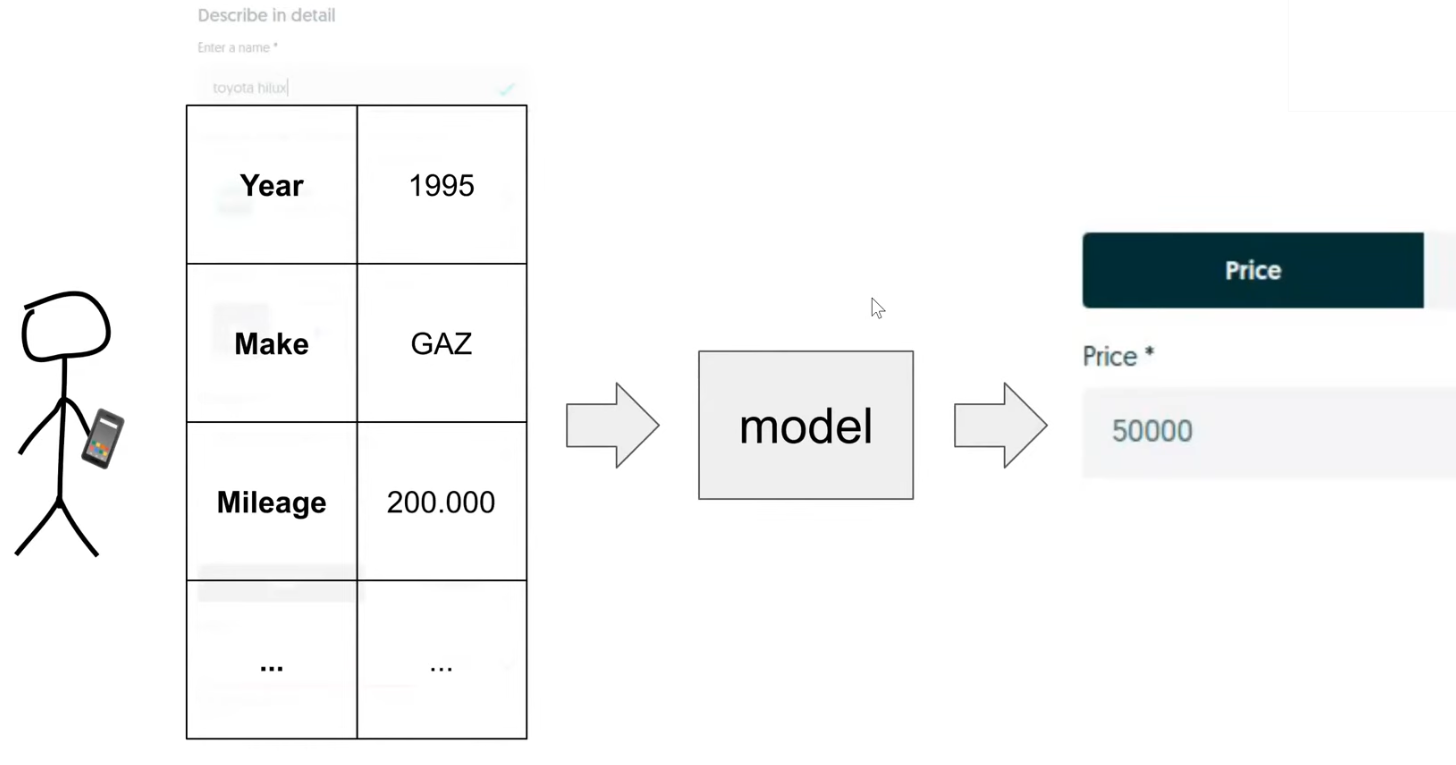 Describe in detail
Enter a name *
toyota hilux
Year 1995
Make GAZ
Mileage 200.000
... ...
model
Price
Price *
50000